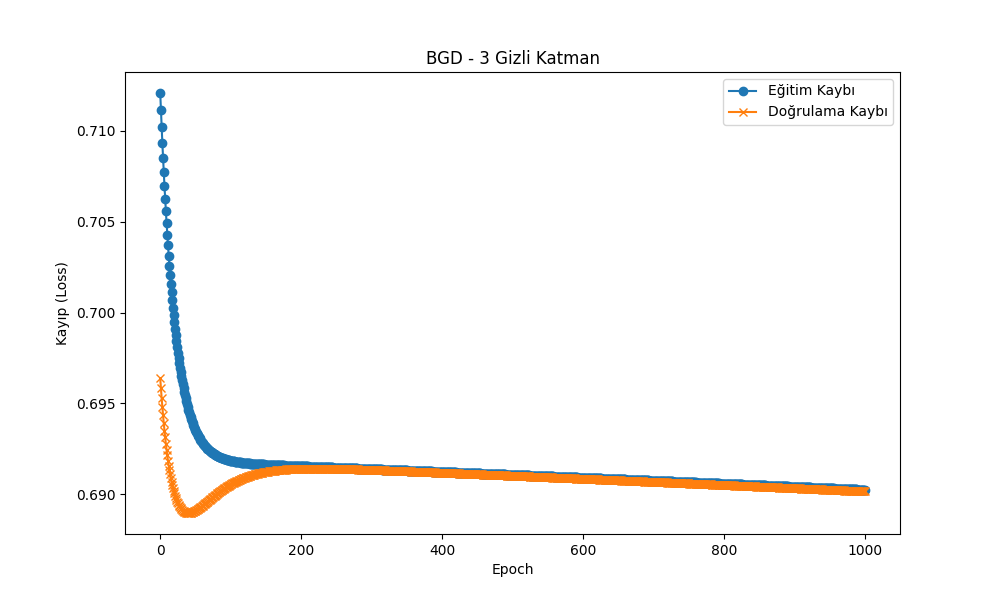 BGD - 3 Gizli Katman
Eğitim Kaybı
Doğrulama Kaybı
Kayıp (Loss)
0.710
0.705
0.700
0.695
0.690
0
200
400
600
800
1000
Epoch